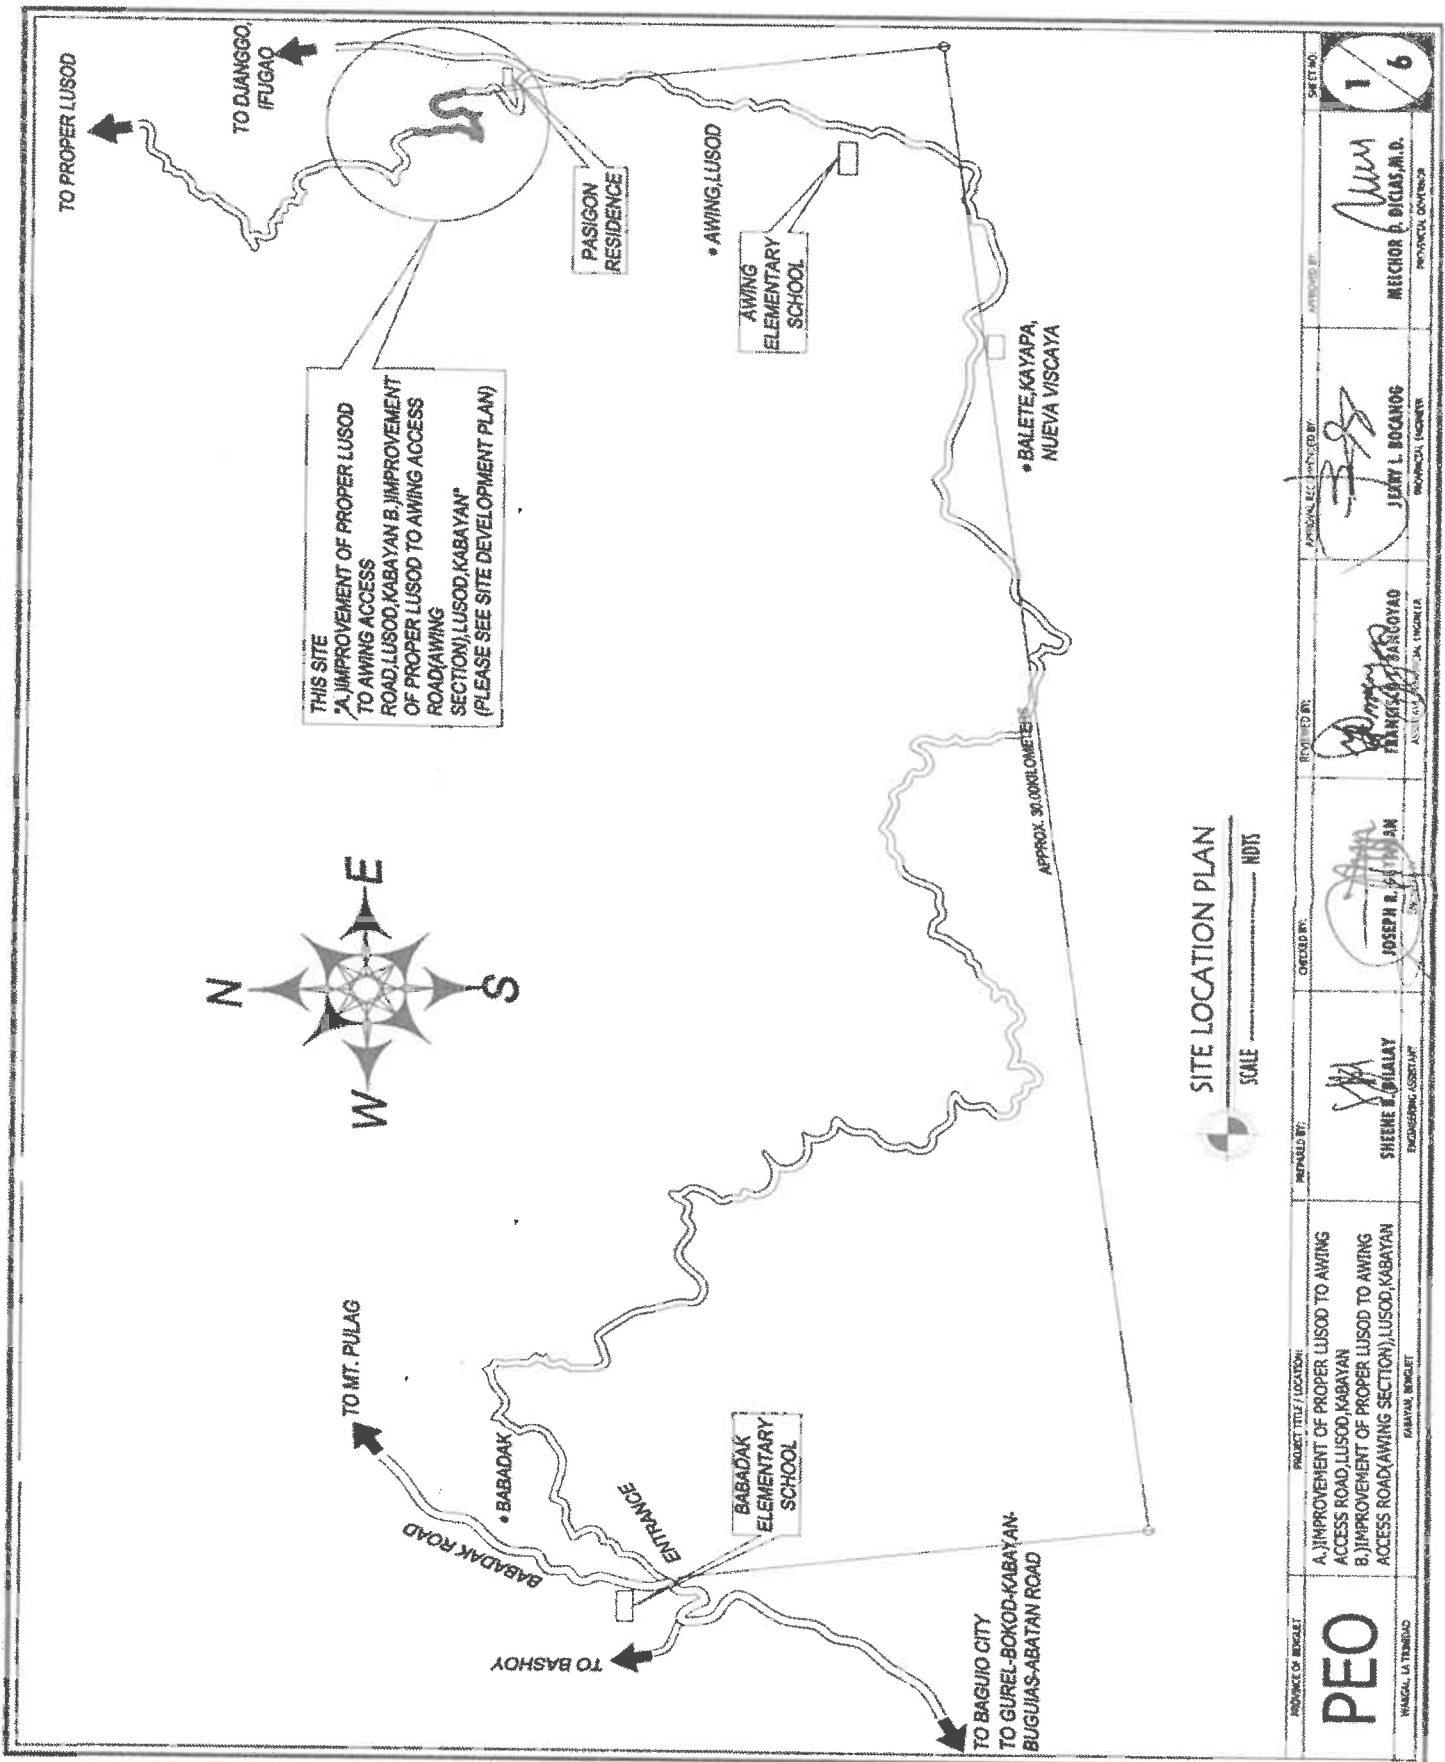 TO PROPER LUSOD
TO DJANGGO,
IFUGAO
TO MT. PULAG
N
E
S
W
THIS SITE
"A.)IMPROVEMENT OF PROPER LUSOD
TO AWING ACCESS
ROAD,LUSOD,KABAYAN B.)IMPROVEMENT
OF PROPER LUSOD TO AWING ACCESS
ROAD(AWING
SECTION),LUSOD,KABAYAN"
(PLEASE SEE SITE DEVELOPMENT PLAN)
PASIGON
RESIDENCE
* AWING,LUSOD
AWING
ELEMENTARY
SCHOOL
BABADAK ROAD
* BABADAK
ENTRANCE
TO BASHOY
BABADAK
ELEMENTARY
SCHOOL
* BALETE,KAYAPA,
NUEVA VISCAYA
APPROX. 30.00KILOMETERS
TO BAGUIO CITY
TO GUREL-BOKOD-KABAYAN-
BUGUIAS-ABATAN ROAD
SITE LOCATION PLAN
SCALE NDTS
PROVINCE OF BENGUET
PEO
WANGAL, LA TRINIDAD
PROJECT TITLE / LOCATION:
A.)IMPROVEMENT OF PROPER LUSOD TO AWING
ACCESS ROAD,LUSOD,KABAYAN
B.)IMPROVEMENT OF PROPER LUSOD TO AWING
ACCESS ROAD(AWING SECTION),LUSOD,KABAYAN
KABAYAN, BENGUET
PREPARED BY:
SHEENE B. BILALAY
ENGINEERING ASSISTANT
CHECKED BY:
JOSEPH R.
REVIEWED BY:
FRANCISCO
APPROVAL RECOMMENDED BY:
JERRY L. BOCANOG
PROVINCIAL ENGINEER
APPROVED BY:
MELCHOR D. DICLAS,M.D.
PROVINCIAL GOVERNOR
SHEET NO.
1
6